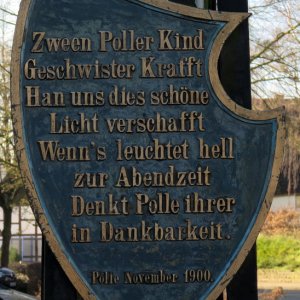 Zween Poller Kind
Geschwister Krafft
Han uns dies schöne
Licht verschafft
Wenn's leuchtet hell
zur Abendzeit
Denkt Polle ihrer
in Dankbarkeit.
Polle November 1900.